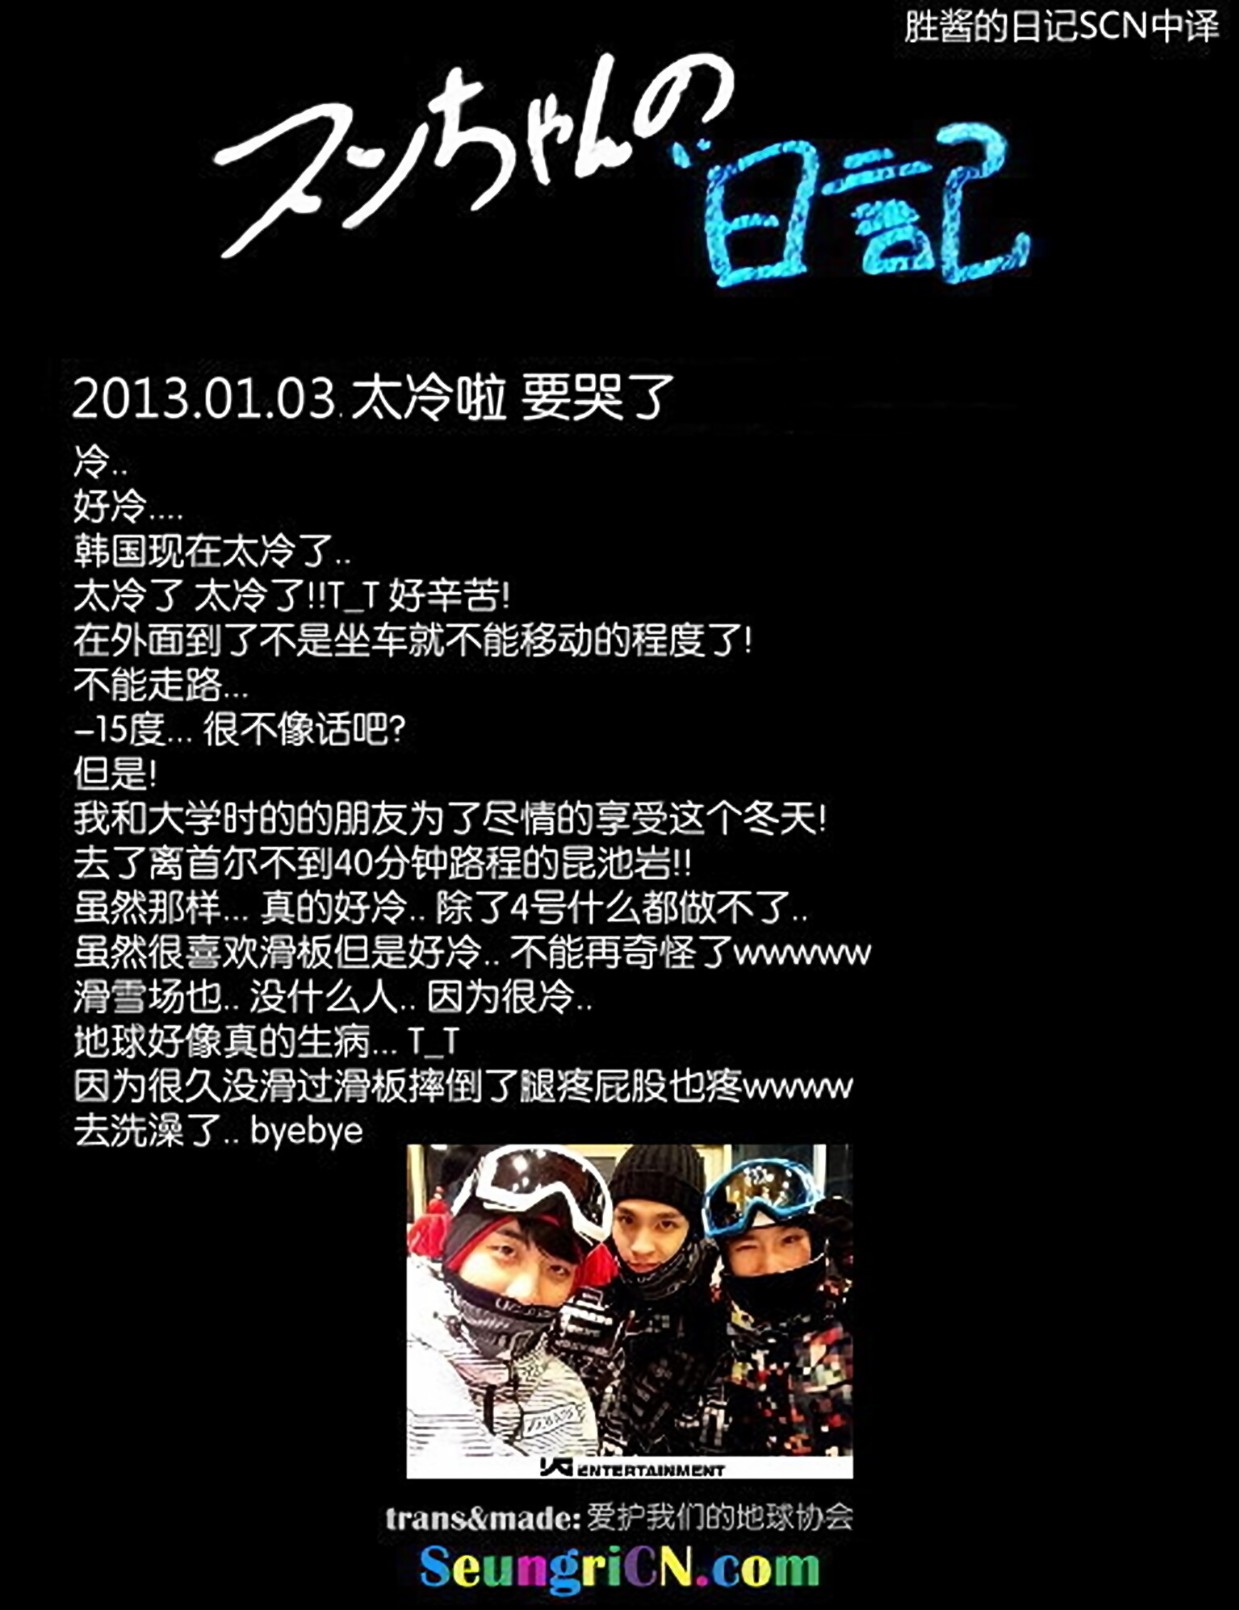 胜酱的日记SCN中译
スンちゃんの
日記
2013.01.03. 太冷啦 要哭了
冷..
好冷....
韩国现在太冷了..
太冷了 太冷了!!T_T 好辛苦!
在外面到了不是坐车就不能移动的程度了!
不能走路...
-15度... 很不像话吧?
但是!
我和大学时的的朋友为了尽情的享受这个冬天!
去了离首尔不到40分钟路程的昆池岩!!
虽然那样... 真的好冷.. 除了4号什么都做不了..
虽然很喜欢滑板但是好冷.. 不能再奇怪了wwwww
滑雪场也.. 没什么人.. 因为很冷..
地球好像真的生病... T_T
因为很久没滑过滑板摔倒了腿疼屁股也疼wwww
去洗澡了.. byebye
YG ENTERTAINMENT
trans&made: 爱护我们的地球协会
SeungriCN.com